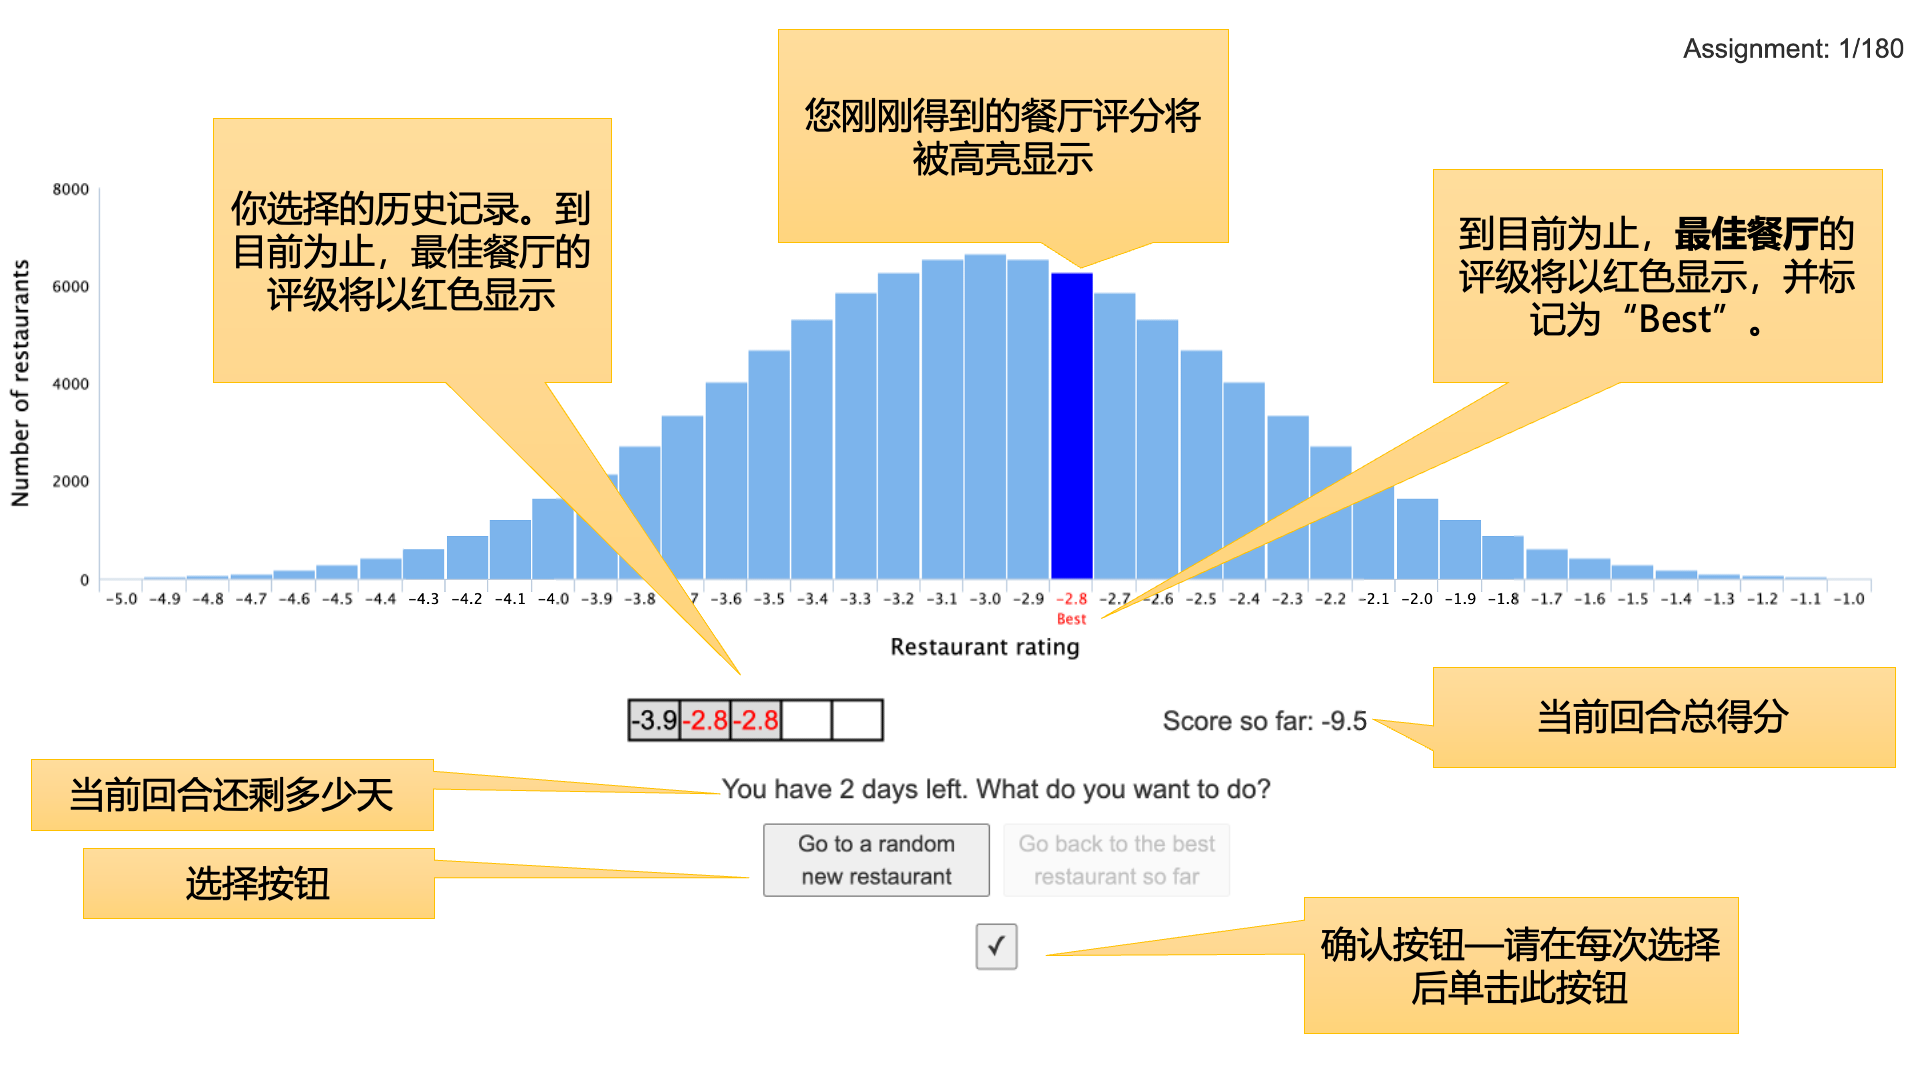 Assignment: 1/180
您刚刚得到的餐厅评分将
被高亮显示
你选择的历史记录。到
目前为止，最佳餐厅的
评级将以红色显示
到目前为止，最佳餐厅的
评级将以红色显示，并标
记为“Best”。
Number of restaurants
8000
6000
4000
2000
0
-5.0 -4.9 -4.8 -4.7 -4.6 -4.5 -4.4 -4.3 -4.2 -4.1 -4.0 -3.9 -3.8 7 -3.6 -3.5 -3.4 -3.3 -3.2 -3.1 -3.0 -2.9 -2.8 -2.7 -2.6 -2.5 -2.4 -2.3 -2.2 -2.1 -2.0 -1.9 -1.8 -1.7 -1.6 -1.5 -1.4 -1.3 -1.2 -1.1 -1.0
Best
Restaurant rating
-3.9 -2.8 -2.8
Score so far: -9.5
当前回合总得分
当前回合还剩多少天
You have 2 days left. What do you want to do?
选择按钮
Go to a random
new restaurant
Go back to the best
restaurant so far
✓
确认按钮—请在每次选择
后单击此按钮